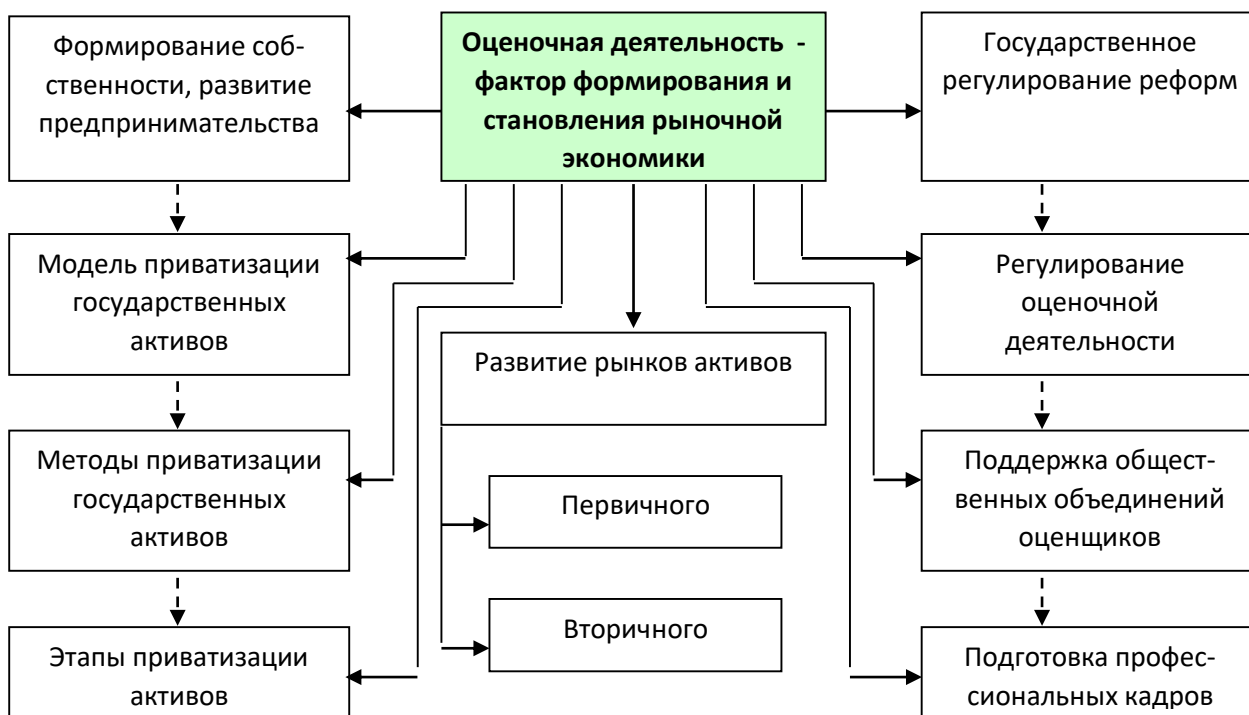 Формирование соб-
ственности, развитие
предпринимательства
Оценочная деятельность -
фактор формирования и
становления рыночной
экономики
Государственное
регулирование реформ
Модель приватизации
государственных
активов
Развитие рынков активов
Регулирование
оценочной
деятельности
Методы приватизации
государственных
активов
Первичного
Поддержка общест-
венных объединений
оценщиков
Этапы приватизации
активов
Вторичного
Подготовка профес-
сиональных кадров